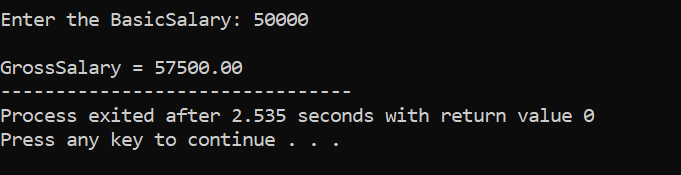 Enter the BasicSalary: 50000
GrossSalary = 57500.00
--------------------------------
Process exited after 2.535 seconds with return value 0
Press any key to continue . . .